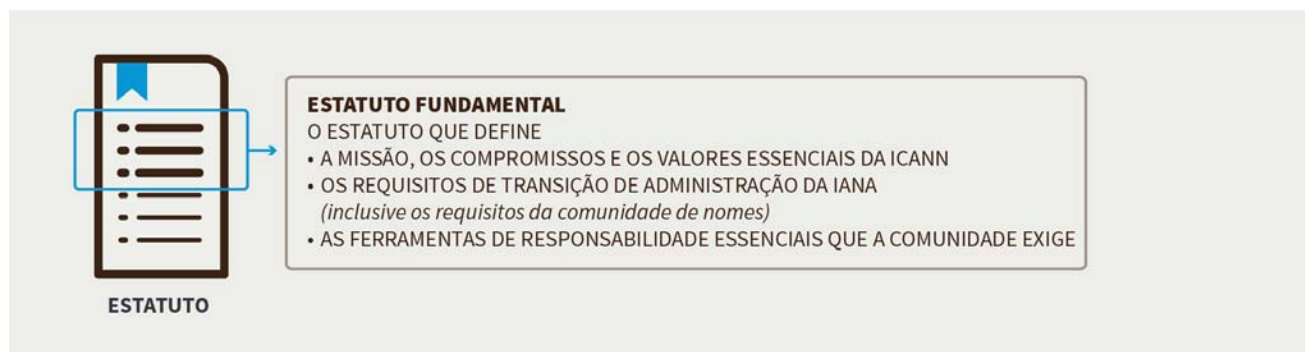 ESTATUTO FUNDAMENTAL
O ESTATUTO QUE DEFINE
• A MISSÃO, OS COMPROMISSOS E OS VALORES ESSENCIAIS DA ICANN
• OS REQUISITOS DE TRANSIÇÃO DE ADMINISTRAÇÃO DA IANA
(inclusive os requisitos da comunidade de nomes)
• AS FERRAMENTAS DE RESPONSABILIDADE ESSENCIAIS QUE A COMUNIDADE EXIGE
ESTATUTO